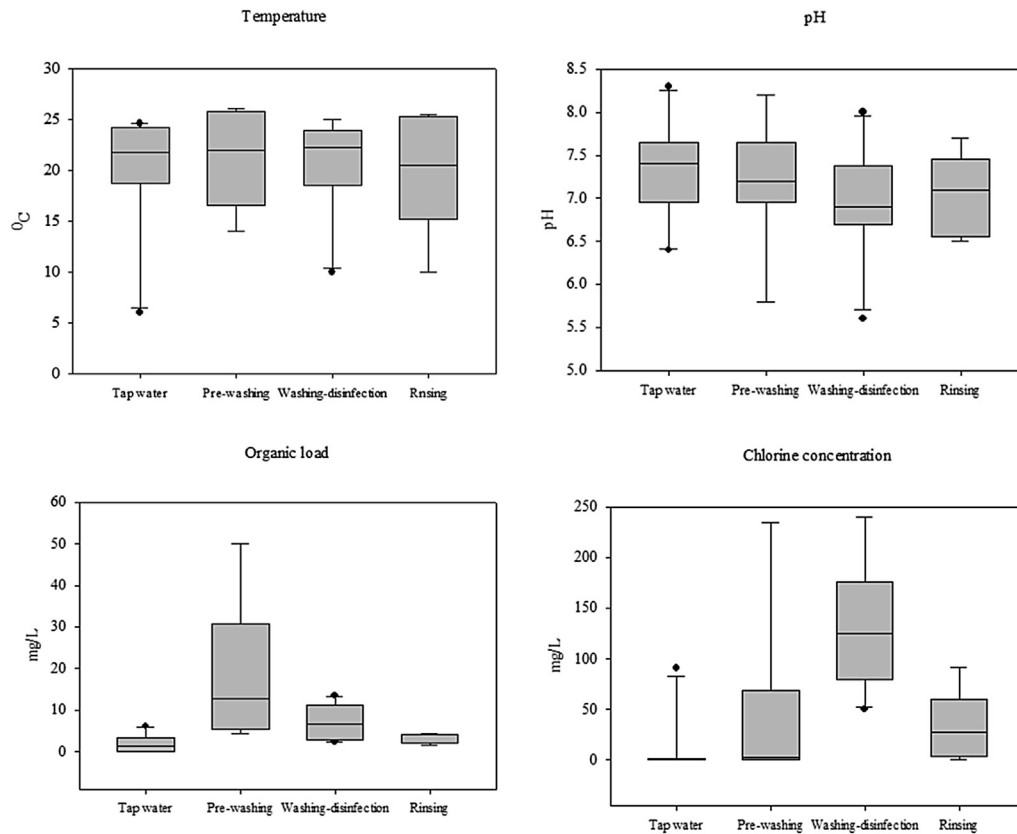 Temperature
30
25
20
15
10
5
0
0C
Tap water Pre-washing Washing-disinfection Rnsing
pH
8.5
8.0
7.5
7.0
6.5
6.0
5.5
5.0
pH
Tap water Pre-washing Washing-disinfection Rinsing
Organic load
60
50
40
30
20
10
0
mg/L
Tap water Pre-washing Washing-disinfection Rinsing
Chlorine concentration
250
200
150
100
50
0
mg/L
Tap water Pre-washing Washing-disinfection Rinsing